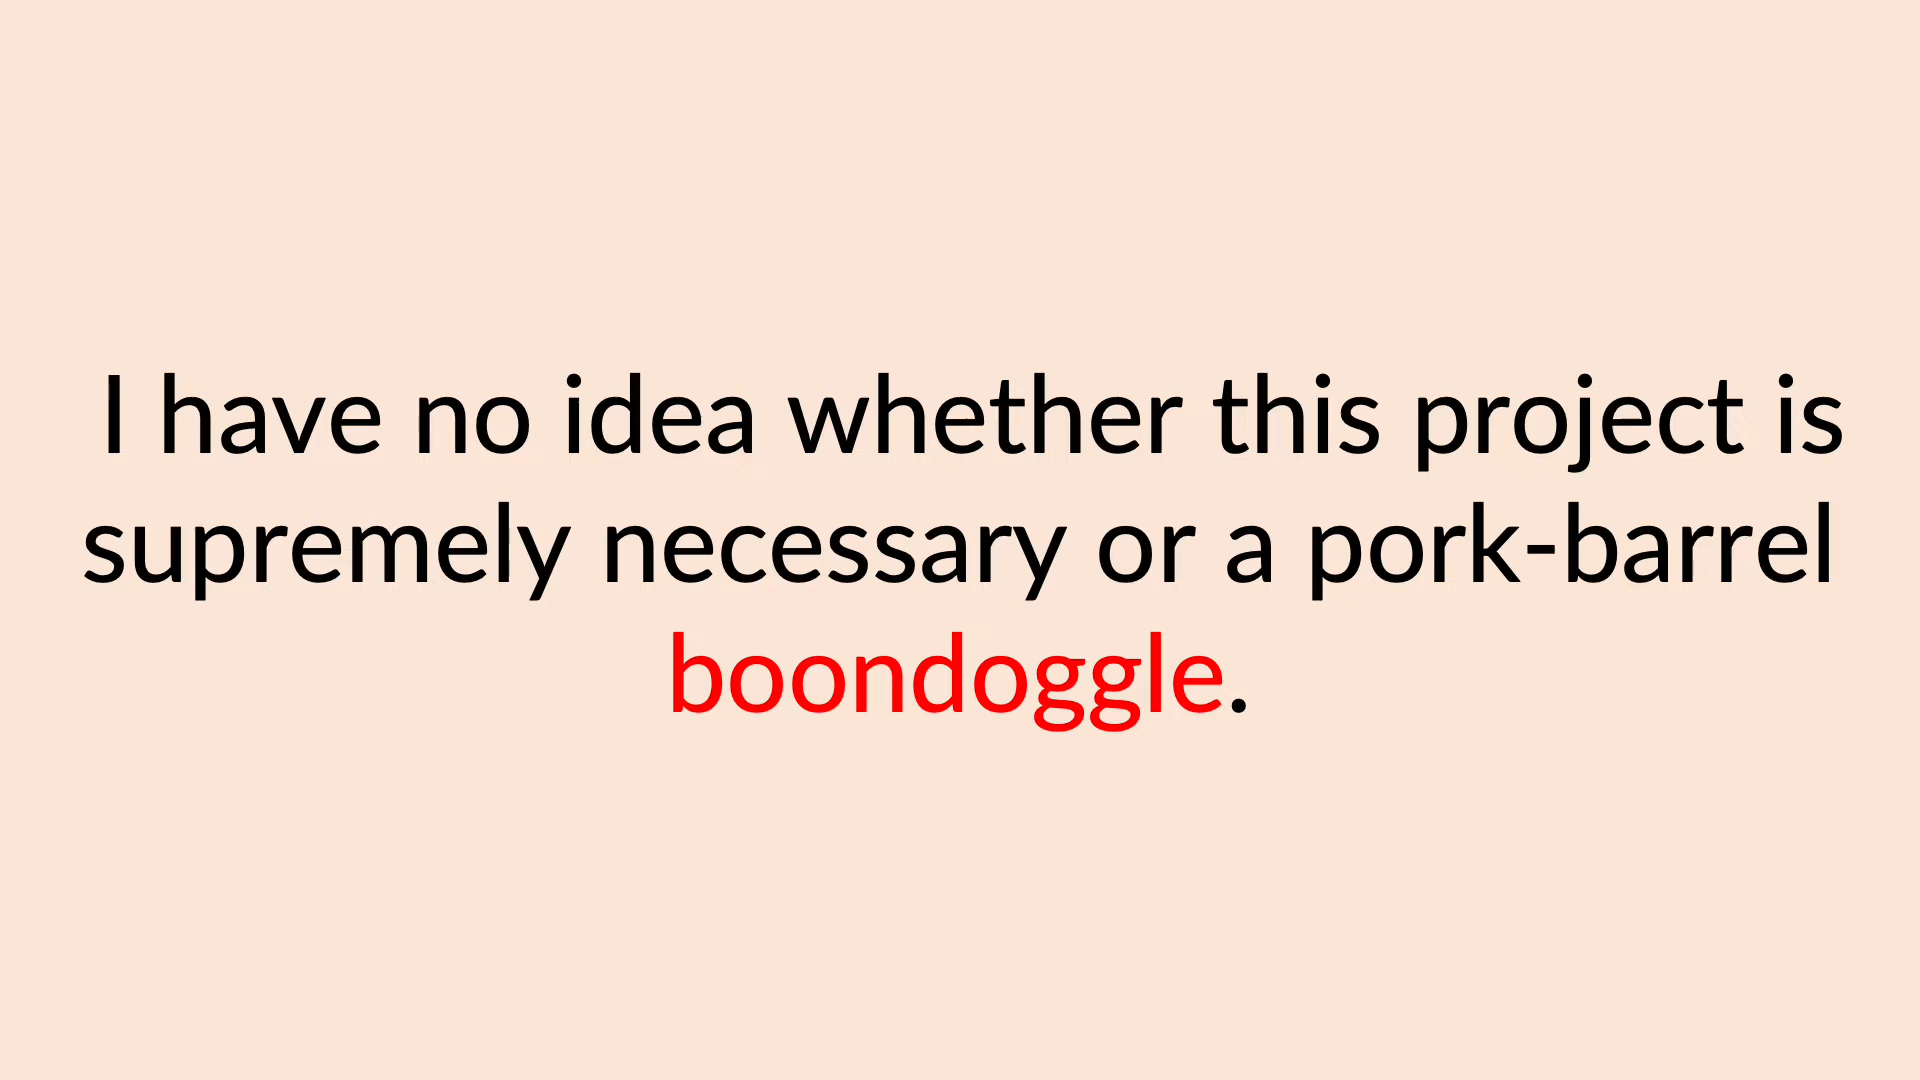 I have no idea whether this project is
supremely necessary or a pork-barrel
boondoggle.